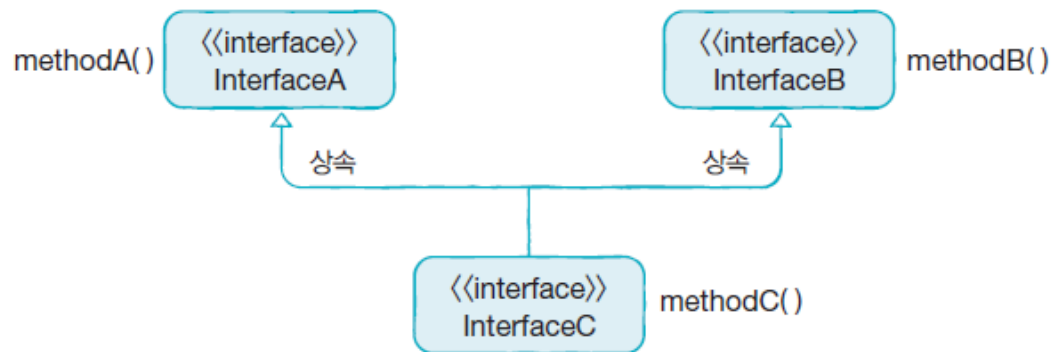 methodA( )
《interface》
InterfaceA
《interface》
InterfaceB
methodB( )
상속
상속
《interface》
InterfaceC
methodC( )